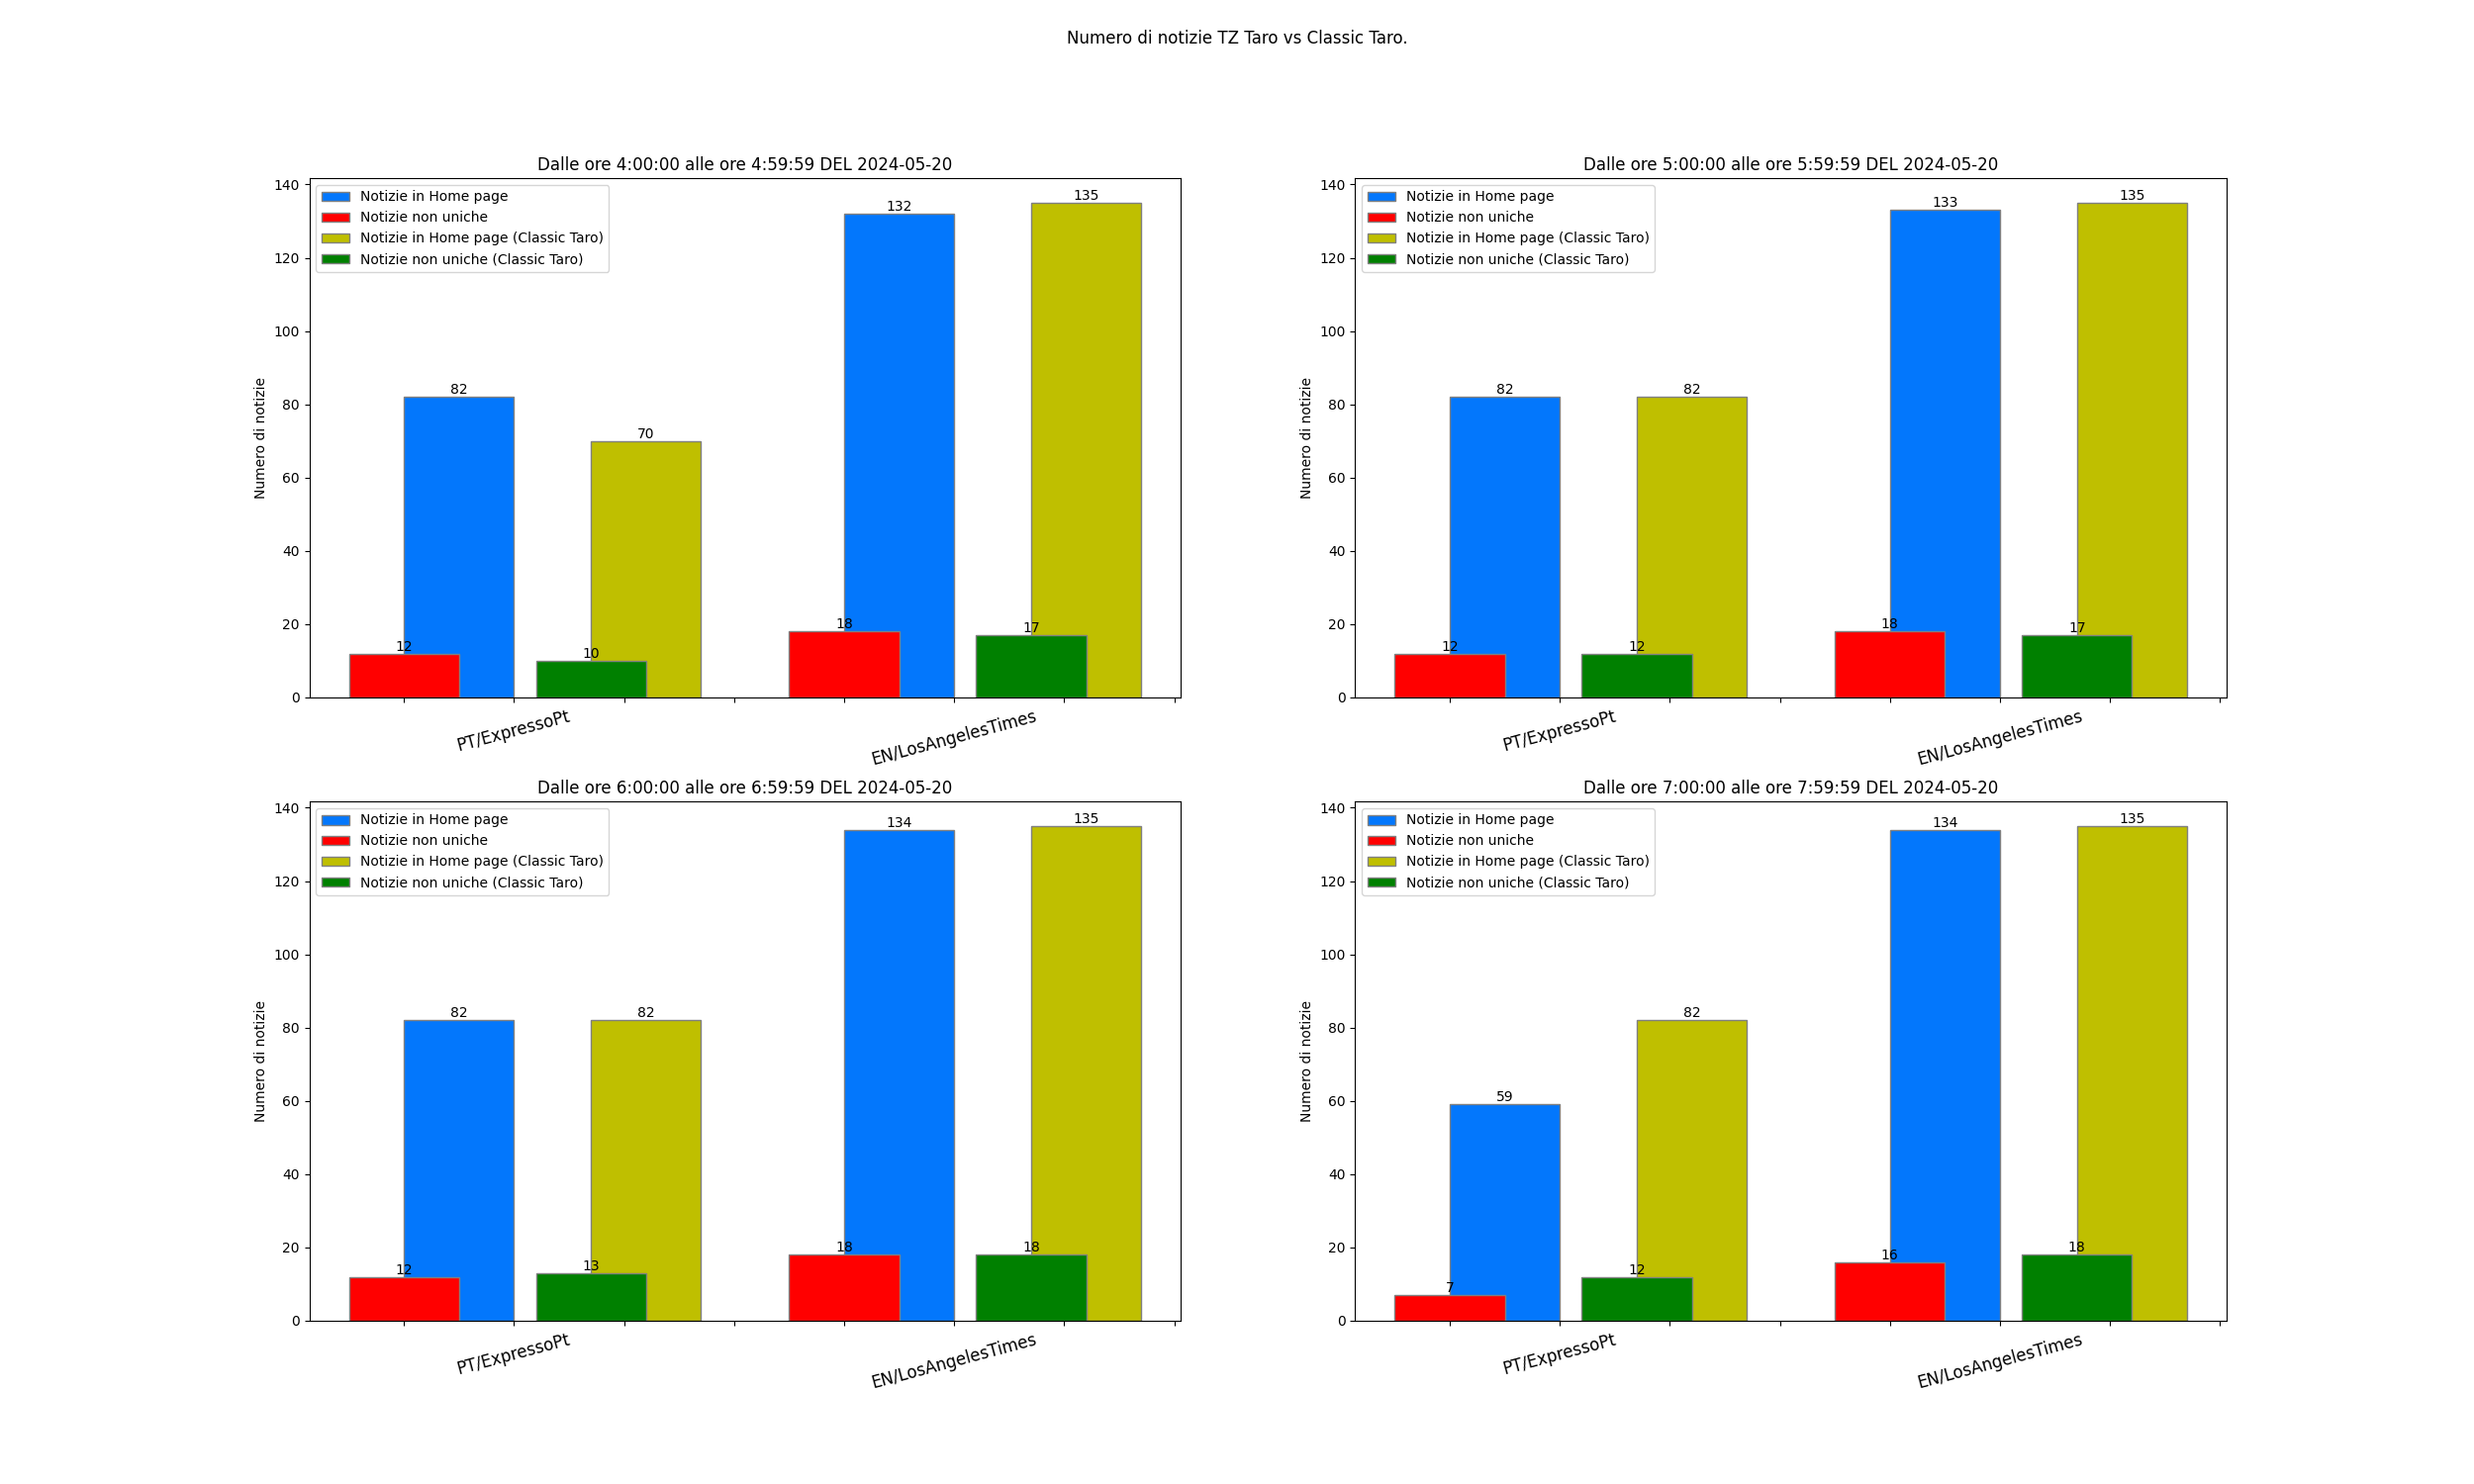 Numero di notizie TZ Taro vs Classic Taro.
Dalle ore 4:00:00 alle ore 4:59:59 DEL 2024-05-20
Numero di notizie
140
120
100
80
60
40
20
0
Notizie in Home page
Notizie non uniche
Notizie in Home page (Classic Taro)
Notizie non uniche (Classic Taro)
82
12
70
10
132
18
135
17
PT/ExpressoPt
EN/LosAngelesTimes
Dalle ore 5:00:00 alle ore 5:59:59 DEL 2024-05-20
Numero di notizie
140
120
100
80
60
40
20
0
Notizie in Home page
Notizie non uniche
Notizie in Home page (Classic Taro)
Notizie non uniche (Classic Taro)
82
12
82
12
133
18
135
17
PT/ExpressoPt
EN/LosAngelesTimes
Dalle ore 6:00:00 alle ore 6:59:59 DEL 2024-05-20
Numero di notizie
140
120
100
80
60
40
20
0
Notizie in Home page
Notizie non uniche
Notizie in Home page (Classic Taro)
Notizie non uniche (Classic Taro)
82
12
82
13
134
18
135
18
PT/ExpressoPt
EN/LosAngelesTimes
Dalle ore 7:00:00 alle ore 7:59:59 DEL 2024-05-20
Numero di notizie
140
120
100
80
60
40
20
0
Notizie in Home page
Notizie non uniche
Notizie in Home page (Classic Taro)
Notizie non uniche (Classic Taro)
59
7
82
12
134
16
135
18
PT/ExpressoPt
EN/LosAngelesTimes